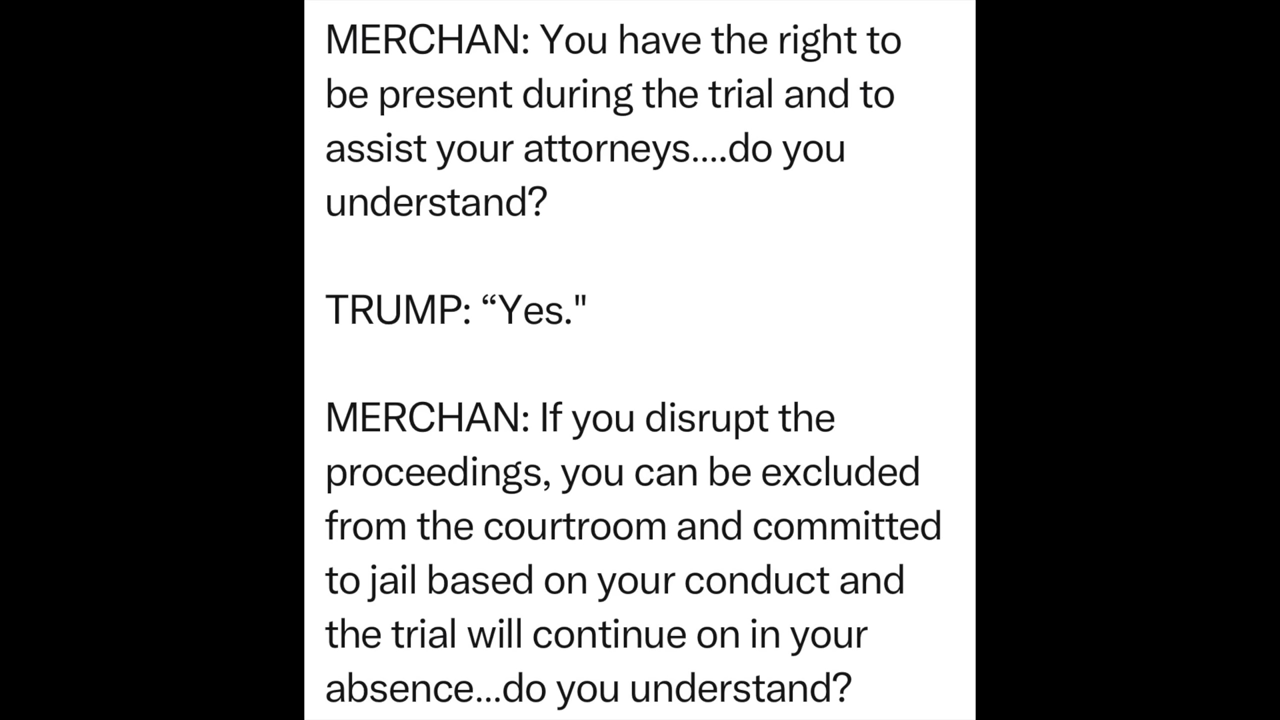 MERCHAN: You have the right to
be present during the trial and to
assist your attorneys....do you
understand?
TRUMP: “Yes."
MERCHAN: If you disrupt the
proceedings, you can be excluded
from the courtroom and committed
to jail based on your conduct and
the trial will continue on in your
absence...do you understand?